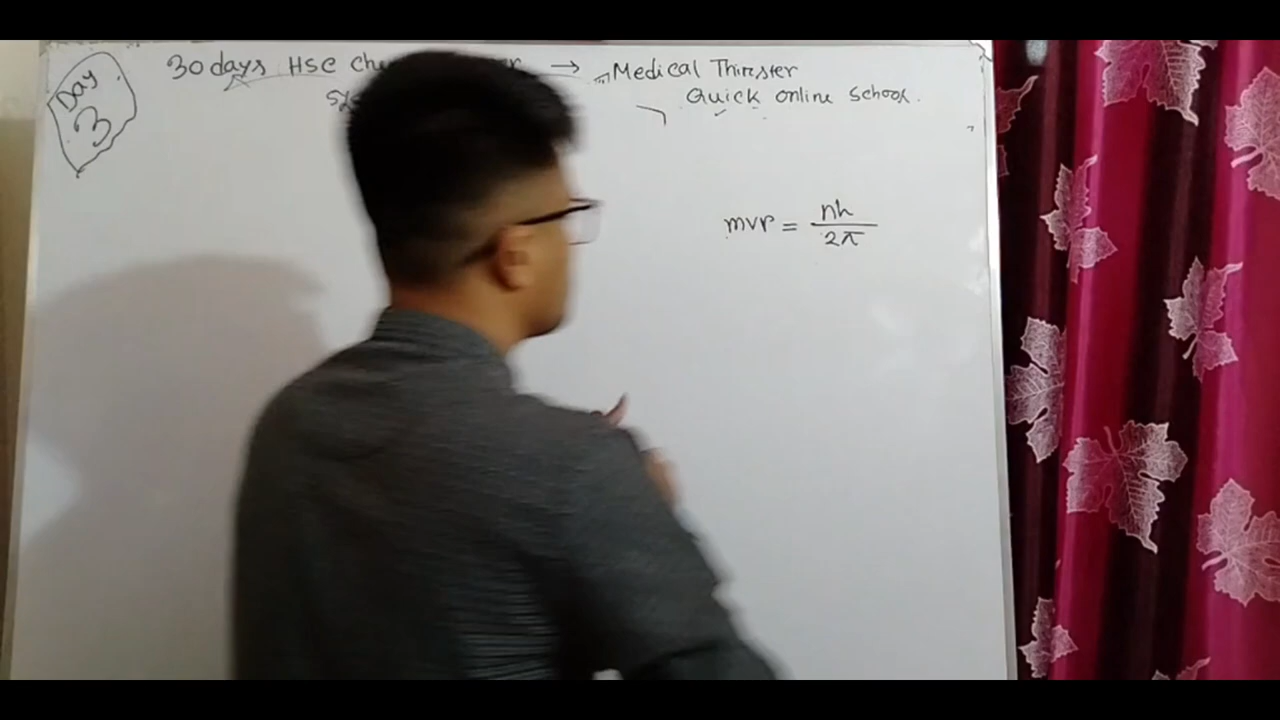 Day
3
30 days HSC → Medical Thirster
Quick Online School.
mvr = nh/2π